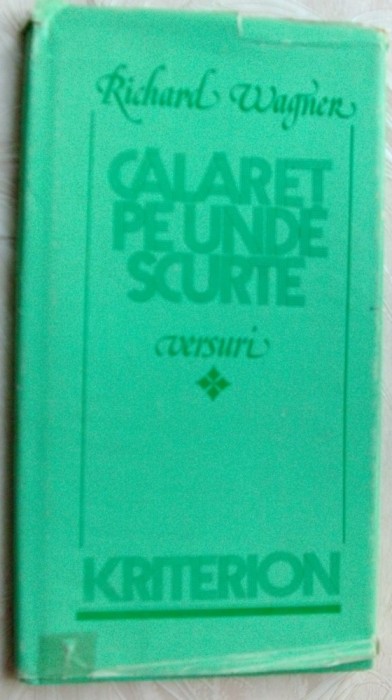 Richard Wagner
CALARET
PE UNDE
SCURTE
versuri
KRITERION